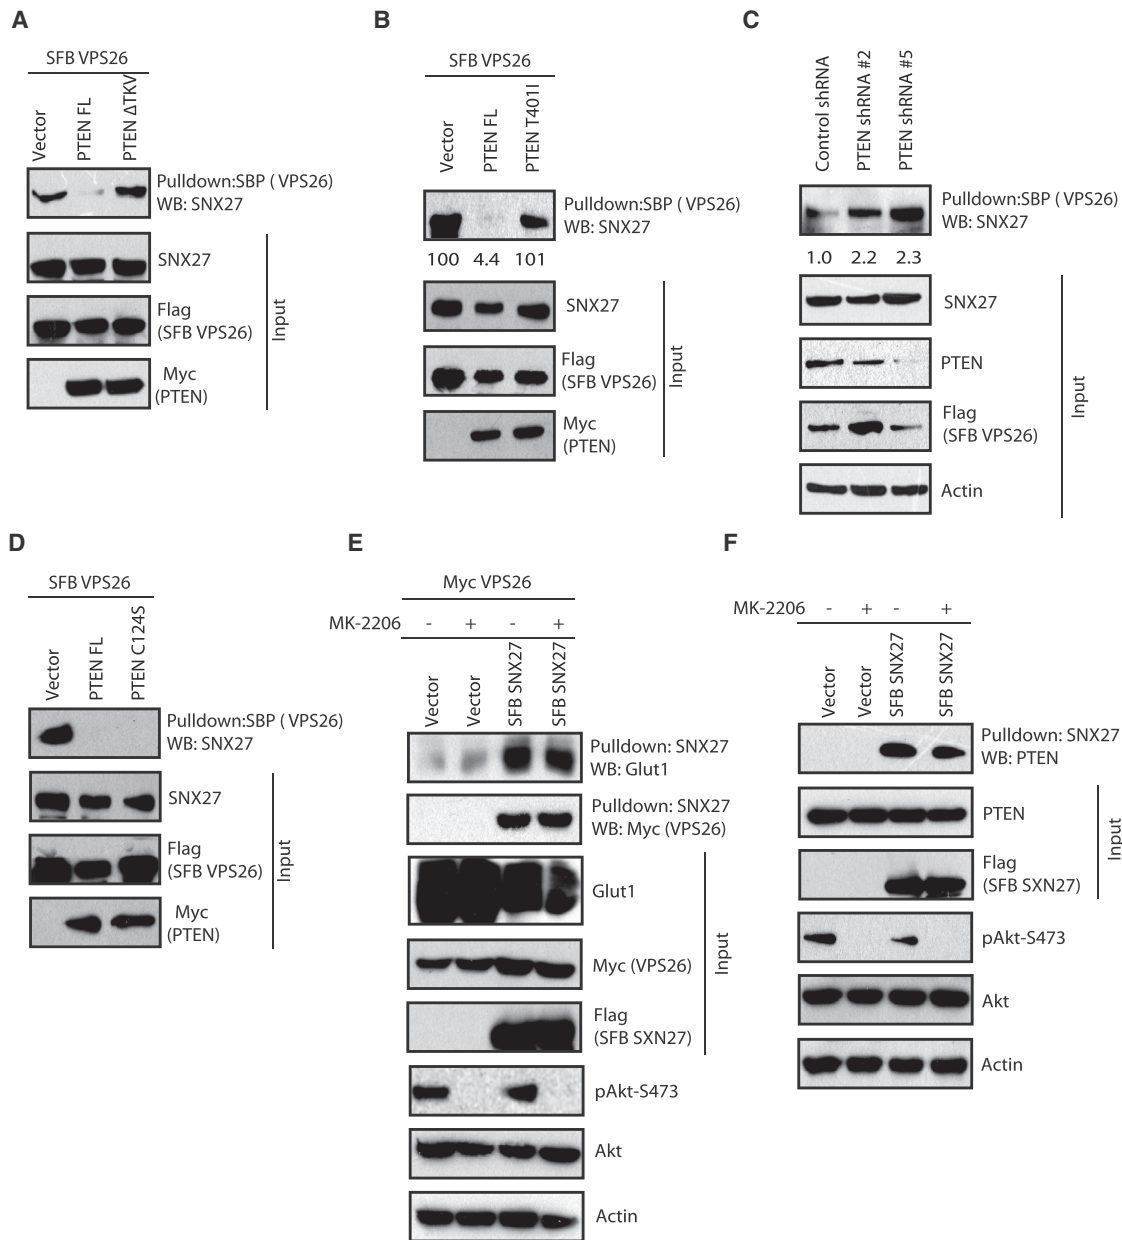 A
SFB VPS26
Vector
PTEN FL
PTEN ΔTKV
Pulldown:SBP ( VPS26)
WB: SNX27
SNX27
Flag
(SFB VPS26)
Myc
(PTEN)
Input
B
SFB VPS26
Vector
PTEN FL
PTEN T401I
Pulldown:SBP ( VPS26)
WB: SNX27
100 4.4 101
SNX27
Flag
(SFB VPS26)
Myc
(PTEN)
Input
C
Control shRNA
PTEN shRNA #2
PTEN shRNA #5
Pulldown:SBP ( VPS26)
WB: SNX27
1.0 2.2 2.3
SNX27
PTEN
Flag
(SFB VPS26)
Actin
Input
D
SFB VPS26
Vector
PTEN FL
PTEN C124S
Pulldown:SBP ( VPS26)
WB: SNX27
SNX27
Flag
(SFB VPS26)
Myc
(PTEN)
Input
E
Myc VPS26
MK-2206 - + - +
Vector
Vector
SFB SNX27
SFB SNX27
Pulldown: SNX27
WB: Glut1
Pulldown: SNX27
WB: Myc (VPS26)
Glut1
Myc (VPS26)
Flag
(SFB SXN27)
Input
pAkt-S473
Akt
Actin
F
MK-2206 - + - +
Vector
Vector
SFB SNX27
SFB SNX27
Pulldown: SNX27
WB: PTEN
PTEN
Flag
(SFB SXN27)
Input
pAkt-S473
Akt
Actin